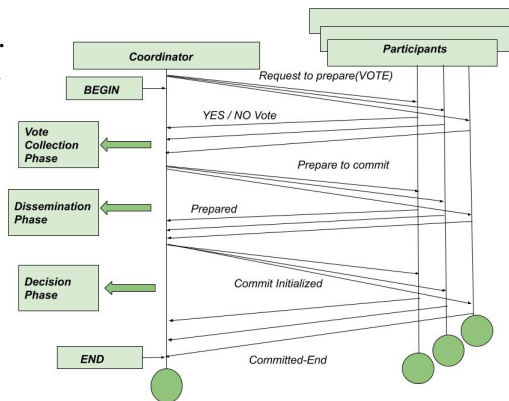 Coordinator
Participants
BEGIN
Request to prepare(VOTE)
YES / NO Vote
Vote
Collection
Phase
Prepare to commit
Dissemination
Phase
Prepared
Decision
Phase
Commit Initialized
END
Committed-End